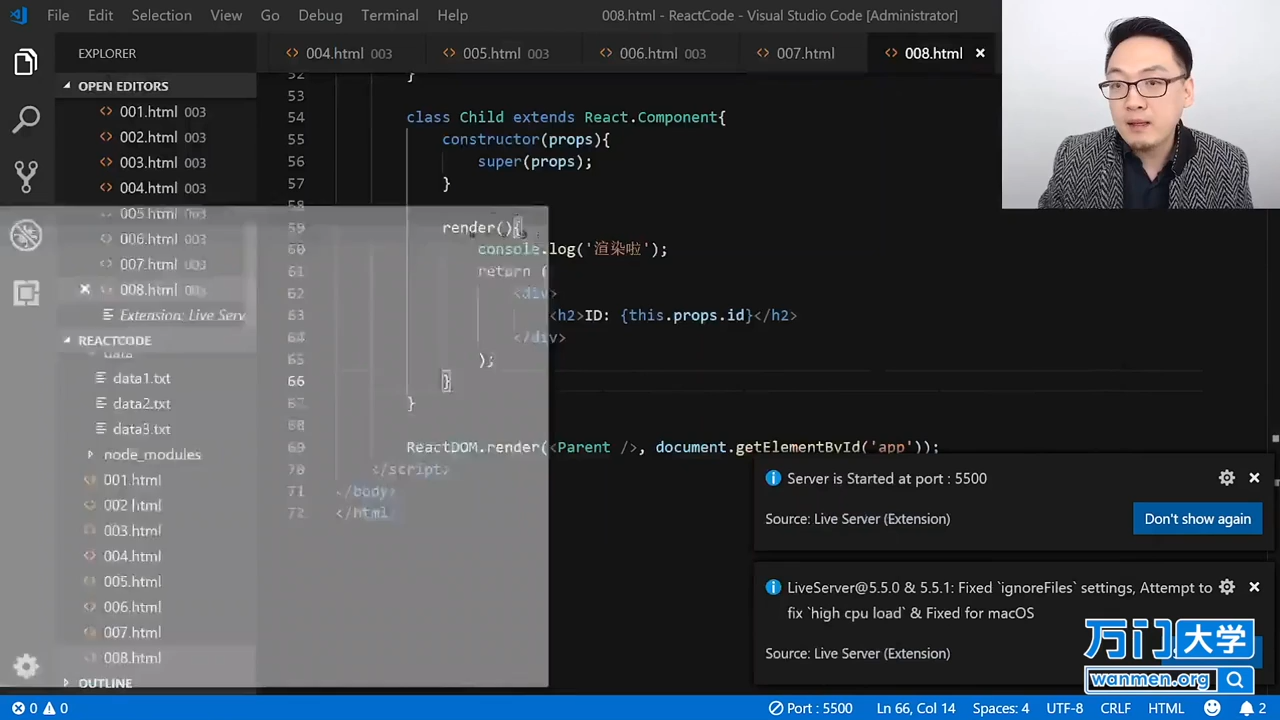 File Edit Selection View Go Debug Terminal Help
008.html - ReactCode - Visual Studio Code [Administrator]
EXPLORER
004.html 003
005.html 003
006.html 003
007.html
008.html
OPEN EDITORS
001.html 003
002.html 003
003.html 003
004.html 003
005.html 003
006.html 003
007.html 003
008.html 003
Extension: Live Serv
REACTCODE
data
data1.txt
data2.txt
data3.txt
node_modules
001.html
002.html
003.html
004.html
005.html
006.html
007.html
008.html
OUTLINE
52 }
53
54 class Child extends React.Component{
55 constructor(props){
56 super(props);
57 }
58
59 render(){
60 console.log('渲染啦');
61 return (
62 <div>
63 <h2>ID: {this.props.id}</h2>
64 </div>
65 );
66 }
67 }
68
69 ReactDOM.render(<Parent />, document.getElementById('app'));
70 </script>
71 </body>
72 </html
Server is Started at port : 5500
Source: Live Server (Extension)
Don't show again
LiveServer@5.5.0 & 5.5.1: Fixed `ignoreFiles` settings, Attempt to
fix `high cpu load` & Fixed for macOS
Source: Live Server (Extension)
万门大学
wanmen.org
0 0
Port : 5500
Ln 66, Col 14
Spaces: 4
UTF-8
CRLF
HTML
2